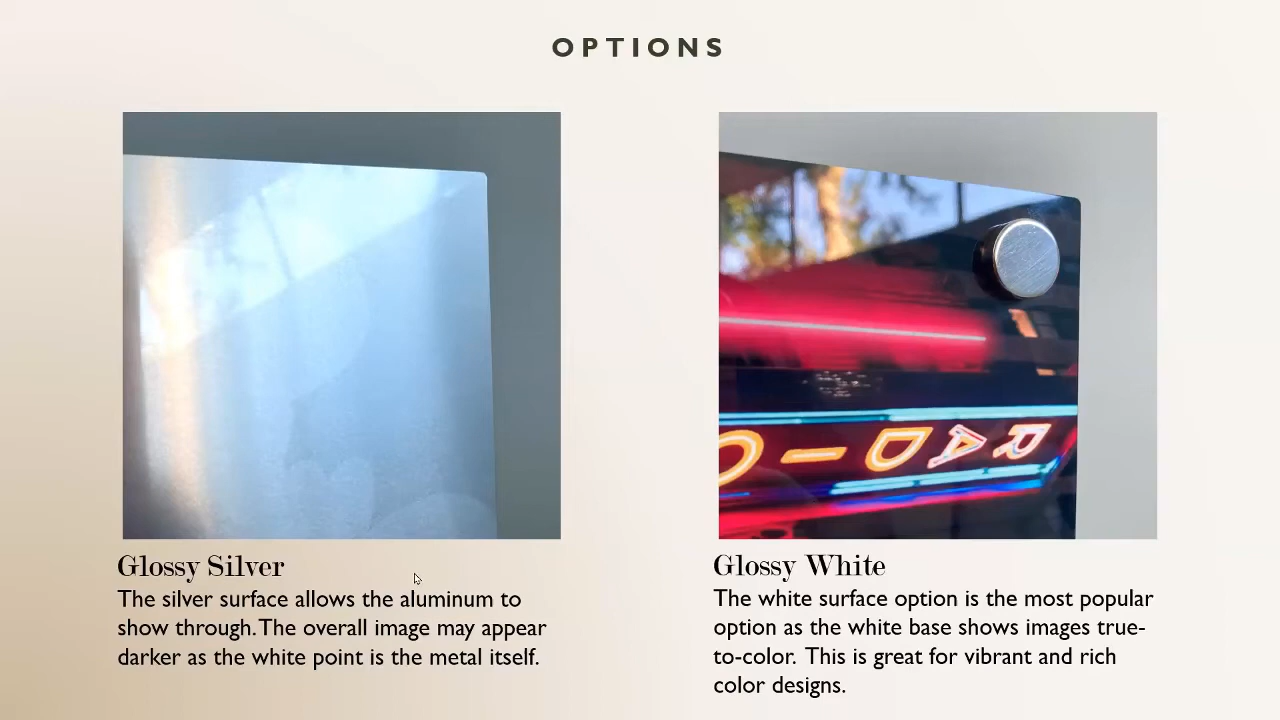 OPTIONS
Glossy Silver
The silver surface allows the aluminum to
show through. The overall image may appear
darker as the white point is the metal itself.
RADIO
Glossy White
The white surface option is the most popular
option as the white base shows images true-
to-color. This is great for vibrant and rich
color designs.